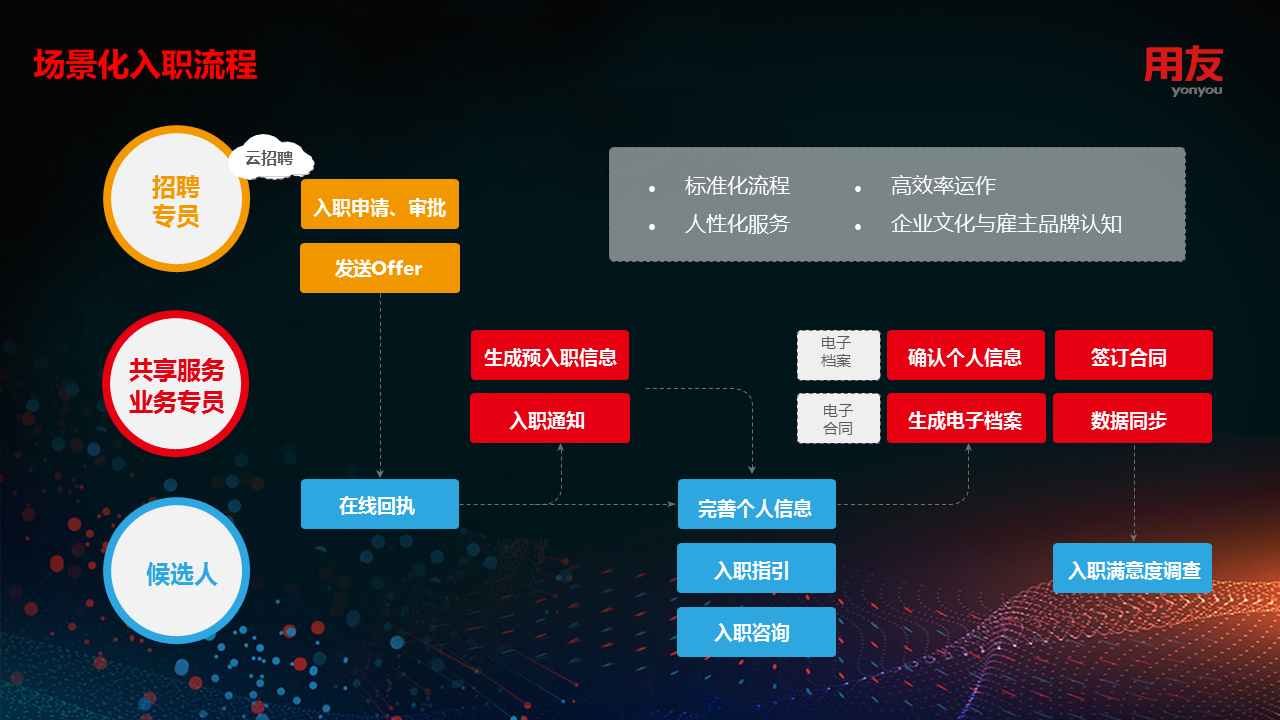 场景化入职流程
用友
yonyou
招聘
专员
云招聘
入职申请、审批
发送Offer
• 标准化流程
• 高效率运作
• 人性化服务
• 企业文化与雇主品牌认知
共享服务
业务专员
生成预入职信息
入职通知
电子
档案
确认个人信息
签订合同
电子
合同
生成电子档案
数据同步
候选人
在线回执
完善个人信息
入职指引
入职咨询
入职满意度调查